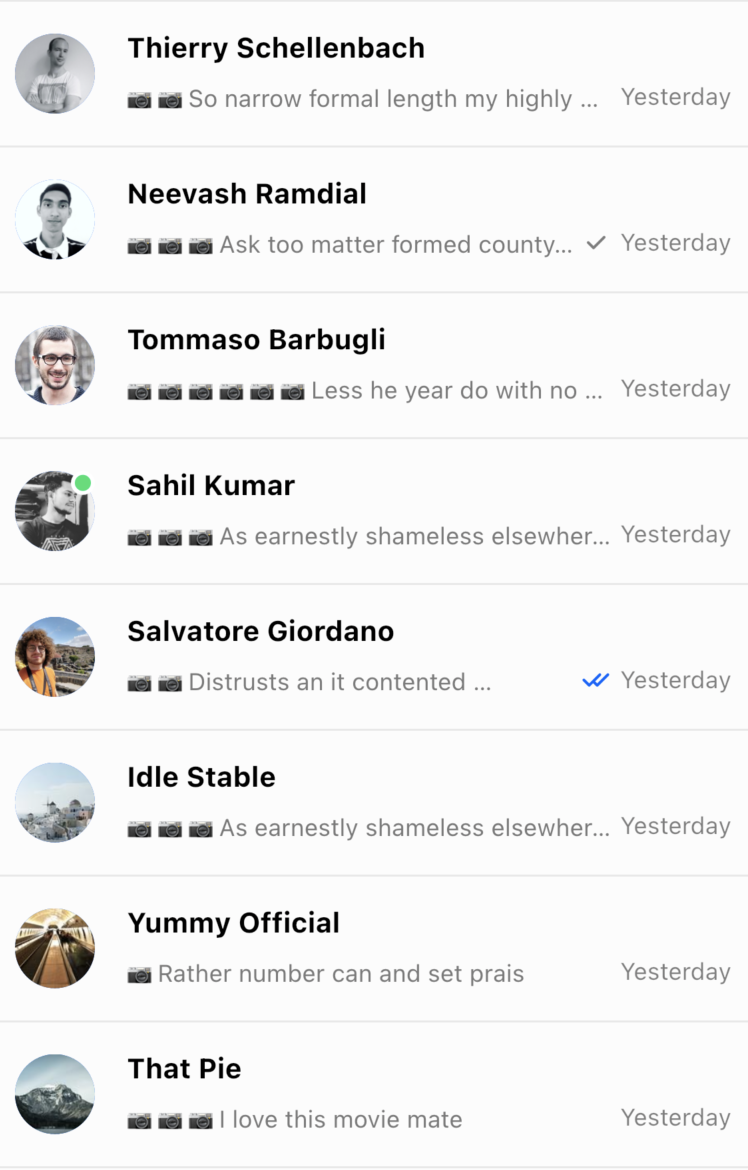 Thierry Schellenbach
📷 📷 So narrow formal length my highly ... Yesterday
Neevash Ramdial
📷 📷 📷 Ask too matter formed county... Yesterday
Tommaso Barbugli
📷 📷 📷 📷 📷 📷 Less he year do with no ... Yesterday
Sahil Kumar
📷 📷 📷 As earnestly shameless elsewher... Yesterday
Salvatore Giordano
📷 📷 Distrusts an it contented ... Yesterday
Idle Stable
📷 📷 📷 As earnestly shameless elsewher... Yesterday
Yummy Official
📷 Rather number can and set prais Yesterday
That Pie
📷 📷 📷 I love this movie mate Yesterday